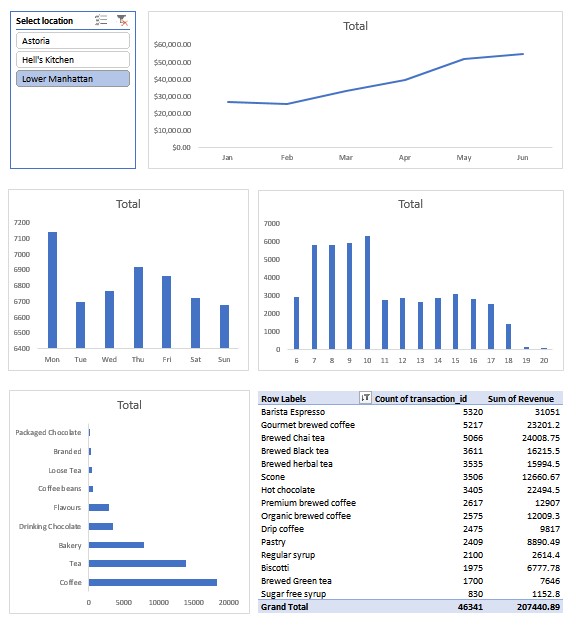 Select location
Astoria
Hell's Kitchen
Lower Manhattan
Total
$60,000.00
$50,000.00
$40,000.00
$30,000.00
$20,000.00
$10,000.00
$0.00
Jan Feb Mar Apr May Jun
Total
7200
7100
7000
6900
6800
6700
6600
6500
6400
Mon Tue Wed Thu Fri Sat Sun
Total
7000
6000
5000
4000
3000
2000
1000
0
6 7 8 9 10 11 12 13 14 15 16 17 18 19 20
Total
Packaged Chocolate
Branded
Loose Tea
Coffee beans
Flavours
Drinking Chocolate
Bakery
Tea
Coffee
0 5000 10000 15000 20000
Row Labels Count of transaction_id Sum of Revenue
Barista Espresso 5320 31051
Gourmet brewed coffee 5217 23201.2
Brewed Chai tea 5066 24008.75
Brewed Black tea 3611 16215.5
Brewed herbal tea 3535 15994.5
Scone 3506 12660.67
Hot chocolate 3405 22494.5
Premium brewed coffee 2617 12907
Organic brewed coffee 2575 12009.3
Drip coffee 2475 9817
Pastry 2409 8890.49
Regular syrup 2100 2614.4
Biscotti 1975 6777.78
Brewed Green tea 1700 7646
Sugar free syrup 830 1152.8
Grand Total 46341 207440.89